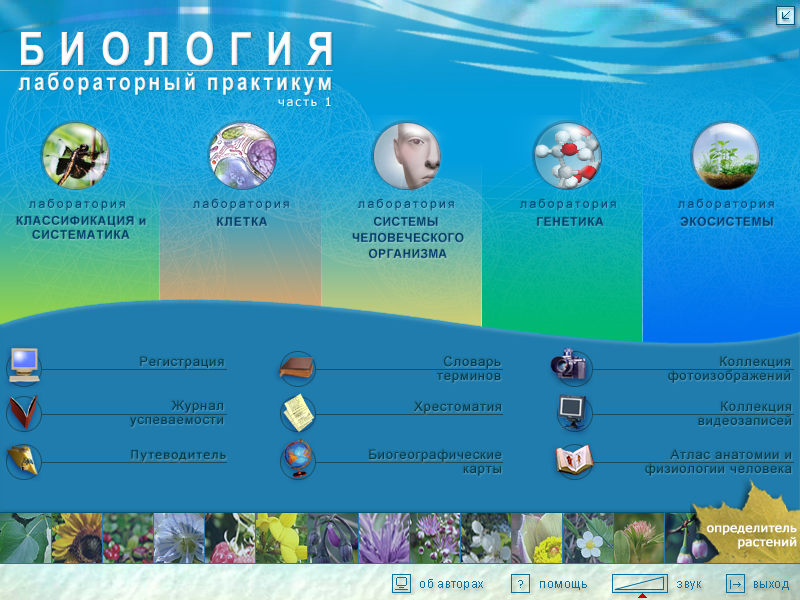 БИОЛОГИЯ
лабораторный практикум
часть 1
лаборатория
КЛАССИФИКАЦИЯ и
СИСТЕМАТИКА
лаборатория
КЛЕТКА
лаборатория
СИСТЕМЫ
ЧЕЛОВЕЧЕСКОГО
ОРГАНИЗМА
лаборатория
ГЕНЕТИКА
лаборатория
ЭКОСИСТЕМЫ
Регистрация
Словарь
терминов
Коллекция
фотоизображений
Журнал
успеваемости
Хрестоматия
Коллекция
видеозаписей
Путеводитель
Биогеографические
карты
Атлас анатомии и
физиологии человека
определитель
растений
об авторах
? помощь
звук
выход